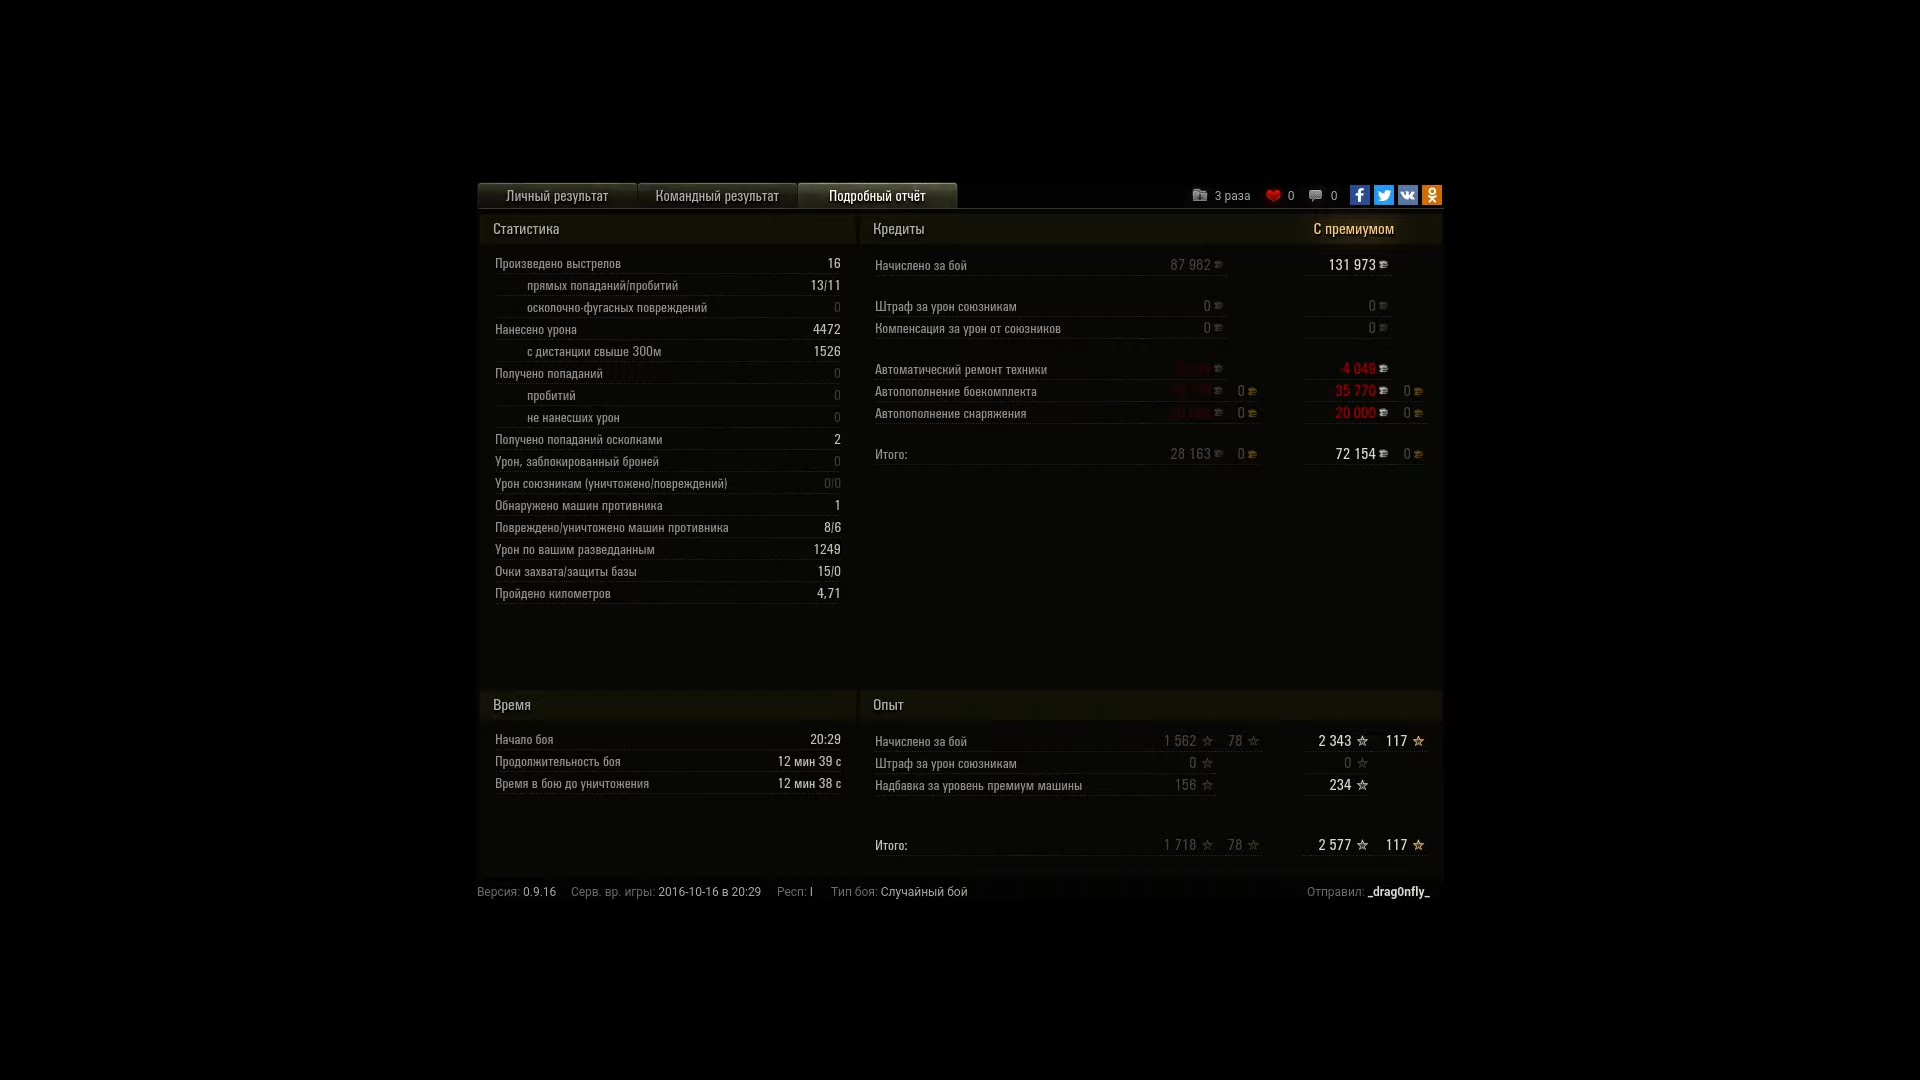 Личный результат Командный результат Подробный отчёт 3 раза 0 0
Статистика
Произведено выстрелов 16
прямых попаданий/пробитий 13/11
осколочно-фугасных повреждений 0
Нанесено урона 4472
с дистанции свыше 300м 1526
Получено попаданий 0
пробитий 0
не нанесших урон 0
Получено попаданий осколками 2
Урон, заблокированный броней 0
Урон союзникам (уничтожено/повреждений) 0/0
Обнаружено машин противника 1
Повреждено/уничтожено машин противника 8/6
Урон по вашим разведданным 1249
Очки захвата/защиты базы 15/0
Пройдено километров 4,71
Кредиты С премиумом
Начислено за бой 87 982 131 973
Штраф за урон союзникам 0 0
Компенсация за урон от союзников 0 0
Автоматический ремонт техники -4 049
Автопополнение боекомплекта 0 35 770 0
Автопополнение снаряжения 0 20 000 0
Итого: 28 163 0 72 154 0
Время
Начало боя 20:29
Продолжительность боя 12 мин 39 с
Время в бою до уничтожения 12 мин 38 с
Опыт
Начислено за бой 1 562 78 2 343 117
Штраф за урон союзникам 0 0
Надбавка за уровень премиум машины 156 234
Итого: 1 718 78 2 577 117
Версия: 0.9.16 Серв. вр. игры: 2016-10-16 в 20:29 Респ: I Тип боя: Случайный бой Отправил: _drag0nfly_